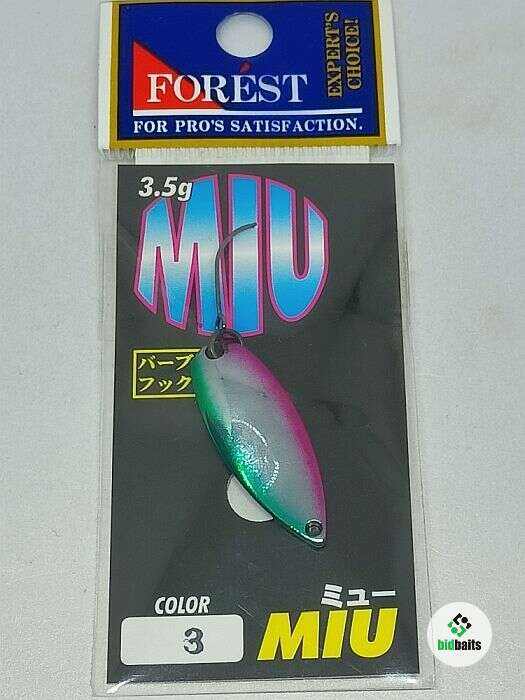 FORÉST
EXPERT'S
CHOICE!
FOR PRO'S SATISFACTION.
3.5g
MIU
バーブ
フック
COLOR
3
ミュー
MIU
bidbaits